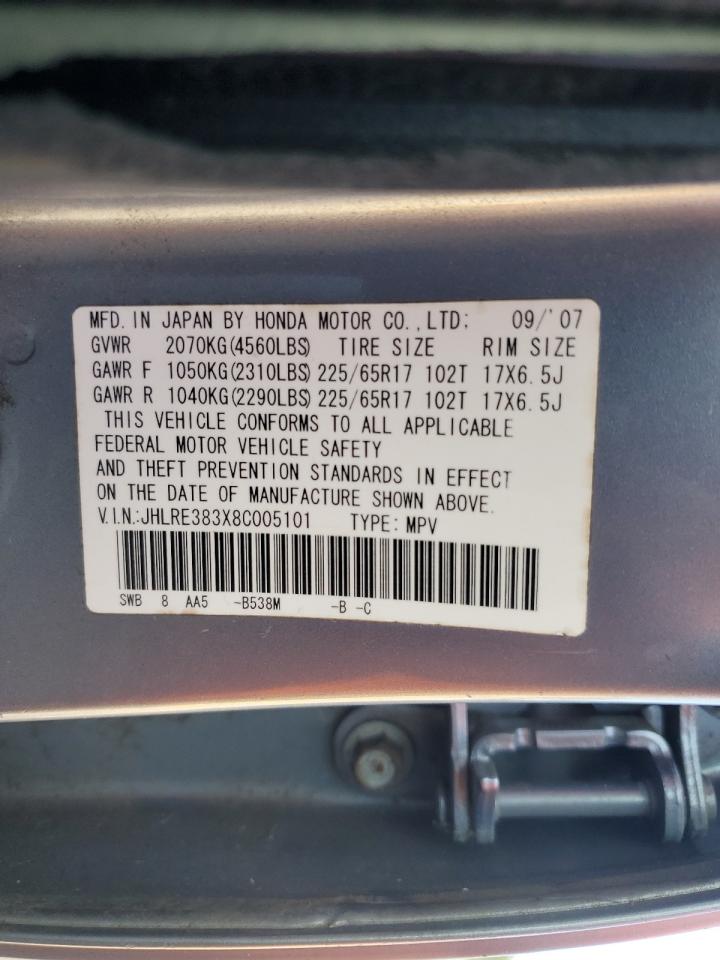 MFD. IN JAPAN BY HONDA MOTOR CO.,LTD; 09/'07
GVWR 2070KG(4560LBS) TIRE SIZE RIM SIZE
GAWR F 1050KG(2310LBS) 225/65R17 102T 17X6.5J
GAWR R 1040KG(2290LBS) 225/65R17 102T 17X6.5J
THIS VEHICLE CONFORMS TO ALL APPLICABLE
FEDERAL MOTOR VEHICLE SAFETY
AND THEFT PREVENTION STANDARDS IN EFFECT
ON THE DATE OF MANUFACTURE SHOWN ABOVE.
V.I.N.:JHLRE383X8C005101 TYPE: MPV
SWB 8 AA5 -B538M -B -C